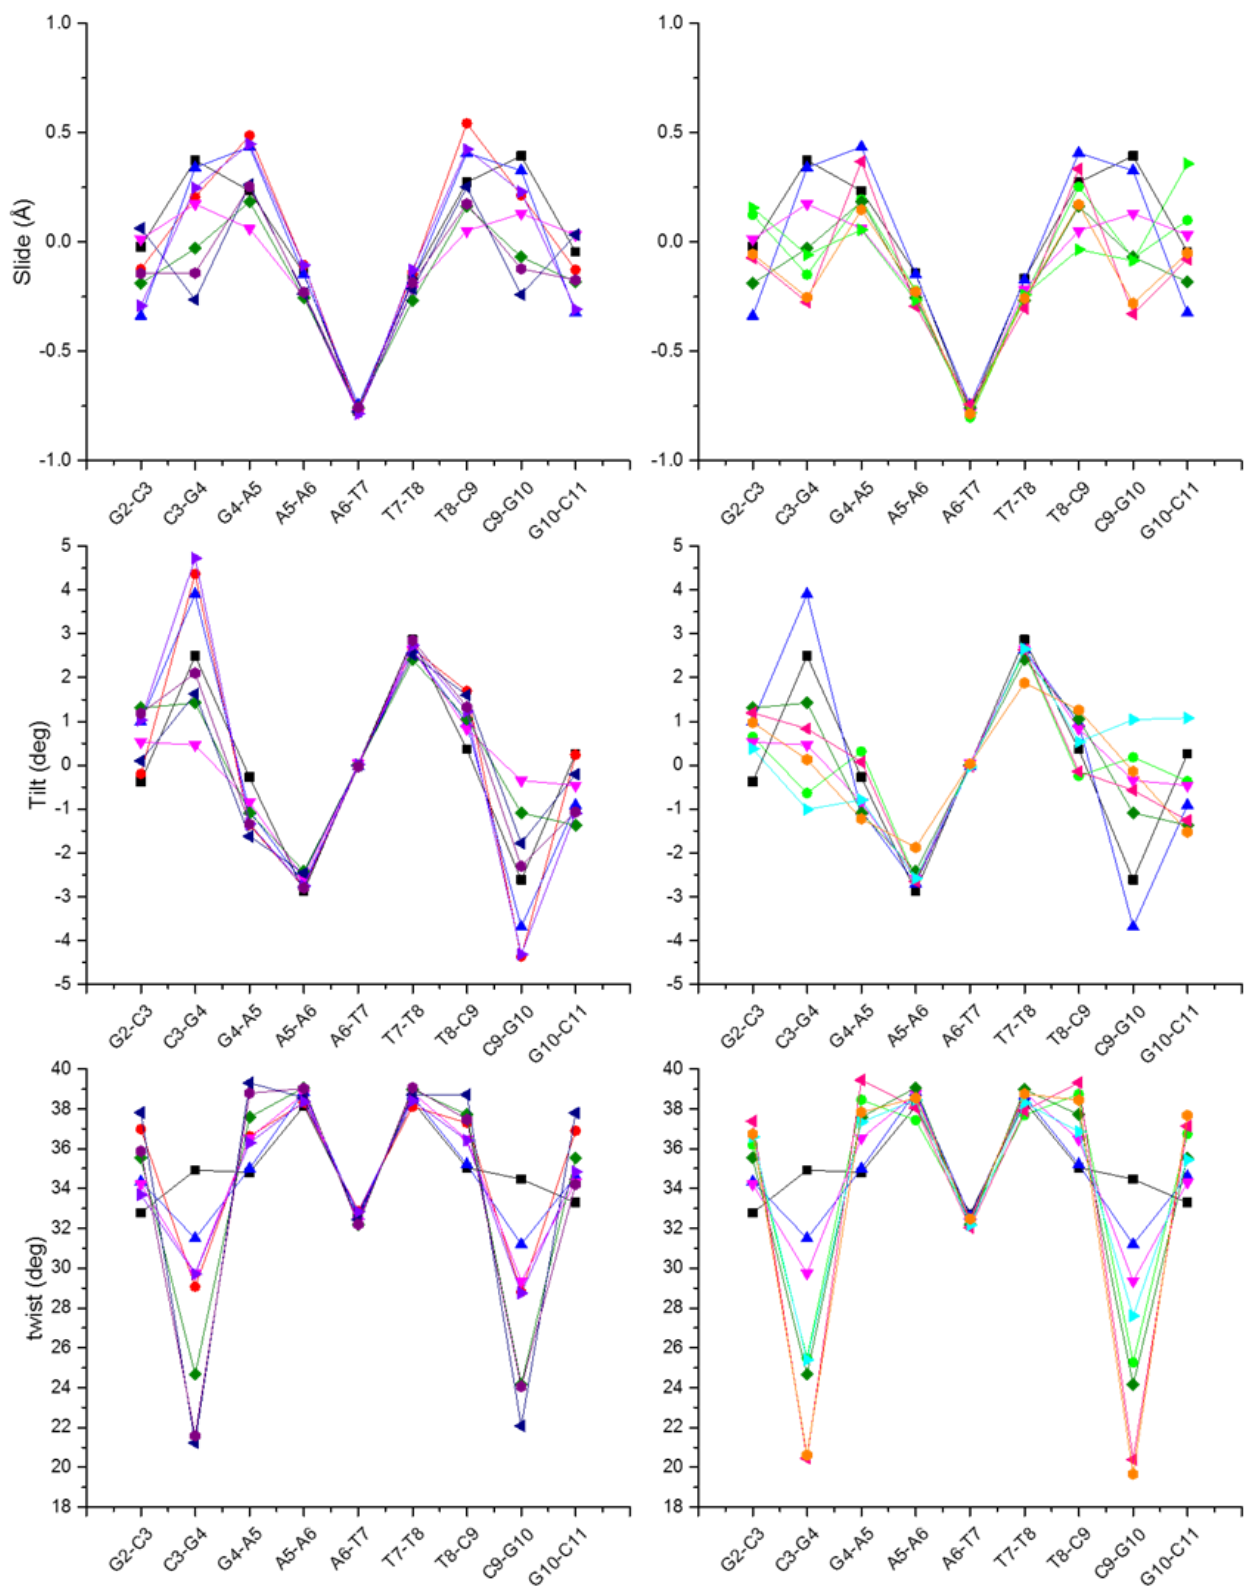 1.0
0.5
0.0
-0.5
-1.0
Slide (Å)
G2-C3
C3-G4
G4-A5
A5-A6
A6-T7
T7-T8
T8-C9
C9-G10
G10-C11
1.0
0.5
0.0
-0.5
-1.0
G2-C3
C3-G4
G4-A5
A5-A6
A6-T7
T7-T8
T8-C9
C9-G10
G10-C11
5
4
3
2
1
0
-1
-2
-3
-4
-5
Tilt (deg)
G2-C3
C3-G4
G4-A5
A5-A6
A6-T7
T7-T8
T8-C9
C9-G10
G10-C11
5
4
3
2
1
0
-1
-2
-3
-4
-5
G2-C3
C3-G4
G4-A5
A5-A6
A6-T7
T7-T8
T8-C9
C9-G10
G10-C11
40
38
36
34
32
30
28
26
24
22
20
18
twist (deg)
G2-C3
C3-G4
G4-A5
A5-A6
A6-T7
T7-T8
T8-C9
C9-G10
G10-C11
40
38
36
34
32
30
28
26
24
22
20
18
G2-C3
C3-G4
G4-A5
A5-A6
A6-T7
T7-T8
T8-C9
C9-G10
G10-C11